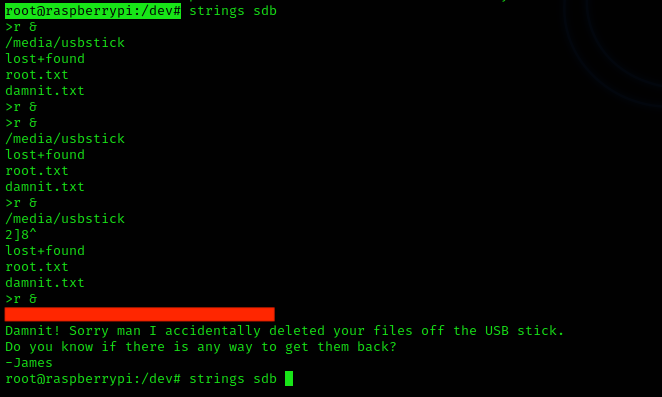 root@raspberrypi:/dev# strings sdb
>r &
/media/usbstick
lost+found
root.txt
damnit.txt
>r &
>r &
/media/usbstick
lost+found
root.txt
damnit.txt
>r &
/media/usbstick
2]8^
lost+found
root.txt
damnit.txt
>r &
Damnit! Sorry man I accidentally deleted your files off the USB stick.
Do you know if there is any way to get them back?
-James
root@raspberrypi:/dev# strings sdb